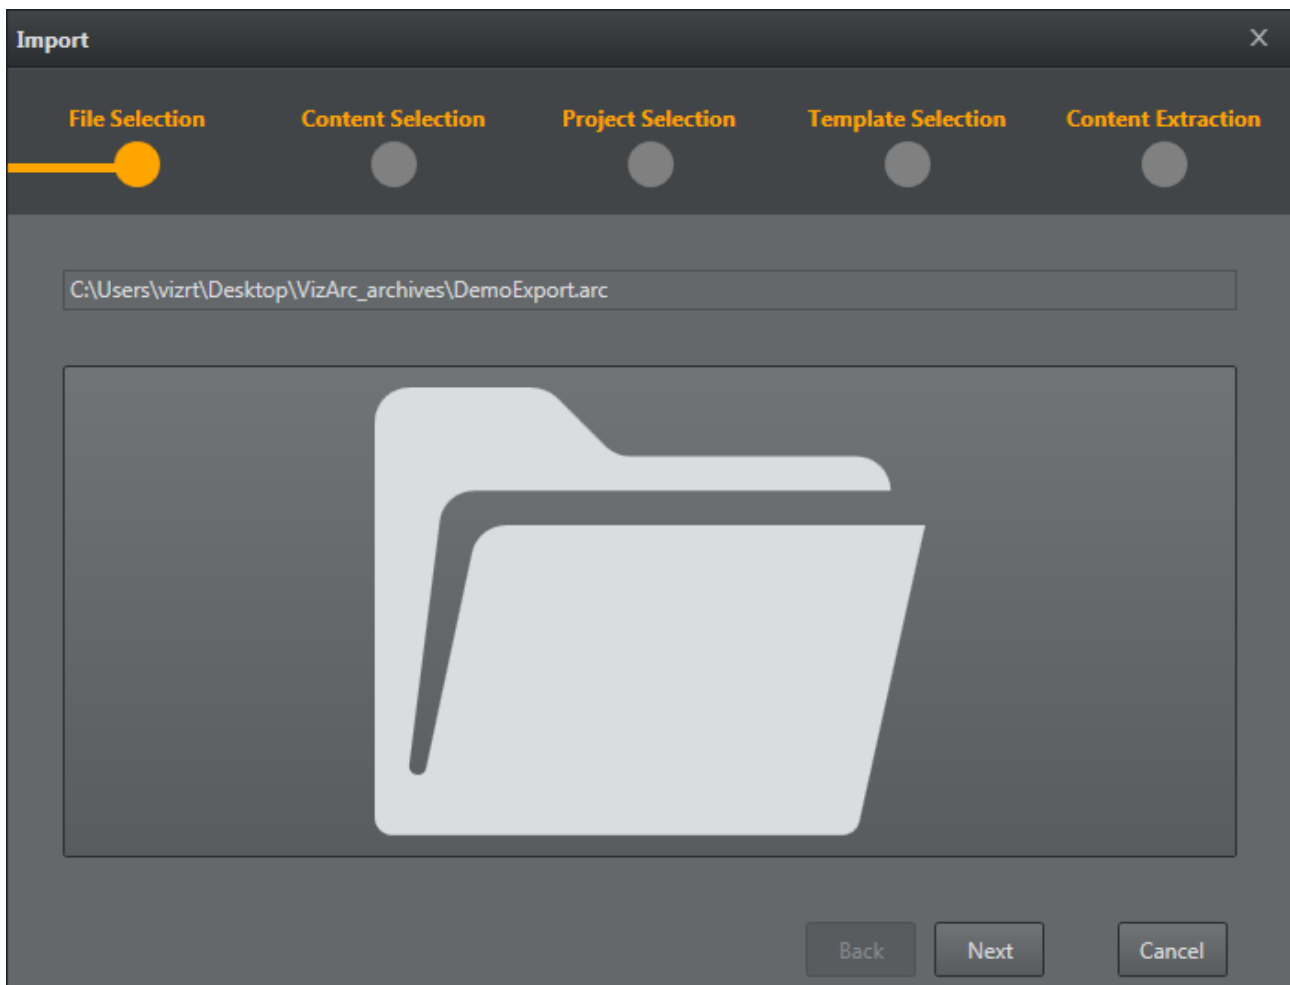 Import X
File Selection Content Selection Project Selection Template Selection Content Extraction
C:\Users\vizrt\Desktop\VizArc_archives\DemoExport.arc
Back Next Cancel